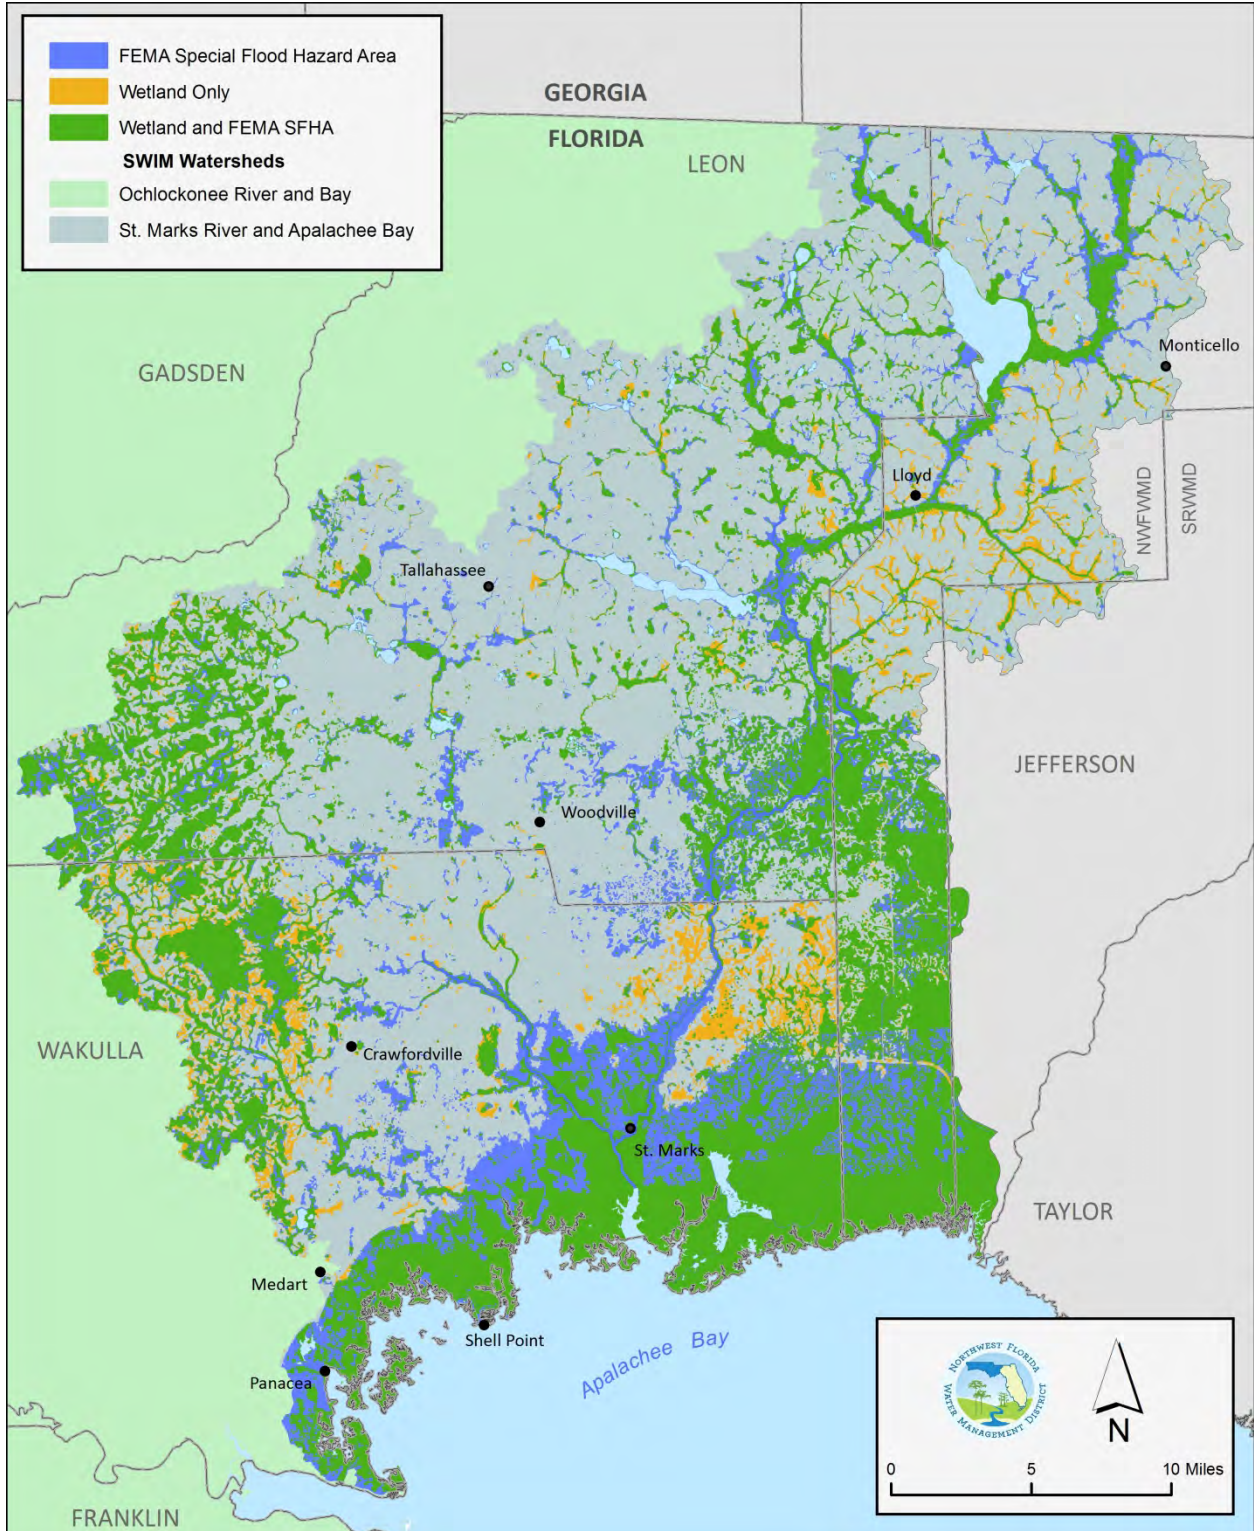 FEMA Special Flood Hazard Area
Wetland Only
Wetland and FEMA SFHA
SWIM Watersheds
Ochlockonee River and Bay
St. Marks River and Apalachee Bay
GEORGIA
FLORIDA
LEON
GADSDEN
Monticello
Lloyd
NWFWMD
SRWMD
Tallahassee
JEFFERSON
Woodville
WAKULLA
Crawfordville
St. Marks
TAYLOR
Medart
Shell Point
Apalachee Bay
Panacea
NORTHWEST FLORIDA
WATER MANAGEMENT DISTRICT
N
0 5 10 Miles
FRANKLIN